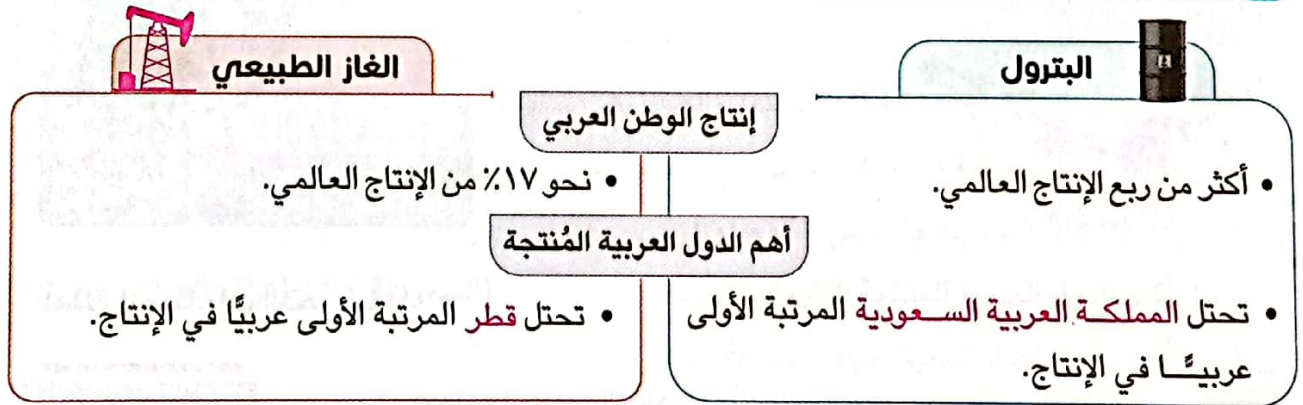 البترول
الغاز الطبيعي
إنتاج الوطن العربي
• أكثر من ربع الإنتاج العالمي.
• نحو ١٧٪ من الإنتاج العالمي.
أهم الدول العربية المُنتجة
• تحتل المملكة العربية السعودية المرتبة الأولى
عربيًّا في الإنتاج.
• تحتل قطر المرتبة الأولى عربيًّا في الإنتاج.